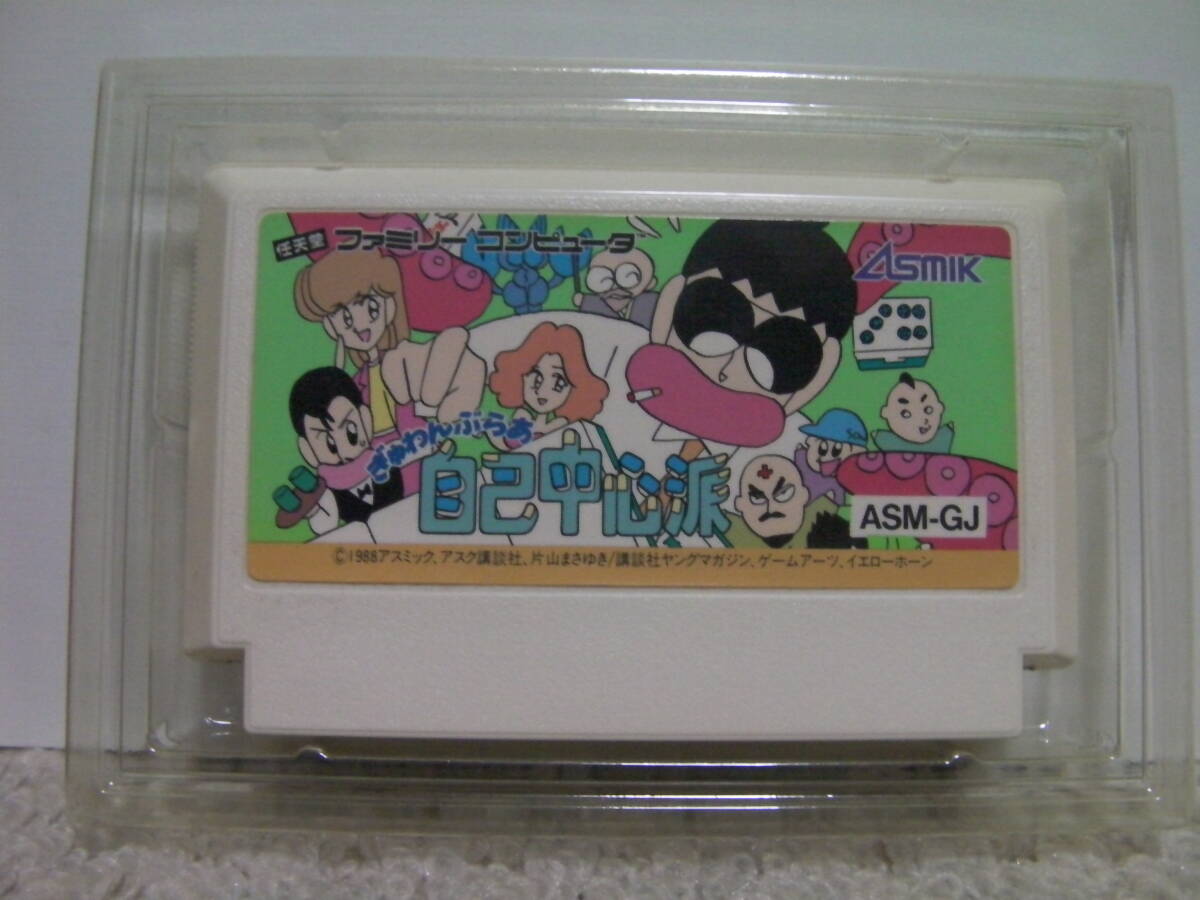 任天堂 ファミリーコンピュータ
ASMIK
ぎゅわんぶらあ
自己中心派
ASM-GJ
©1988アスミック、アスク講談社、片山まさゆき/講談社ヤングマガジン、ゲームアーツ、イエローホーン